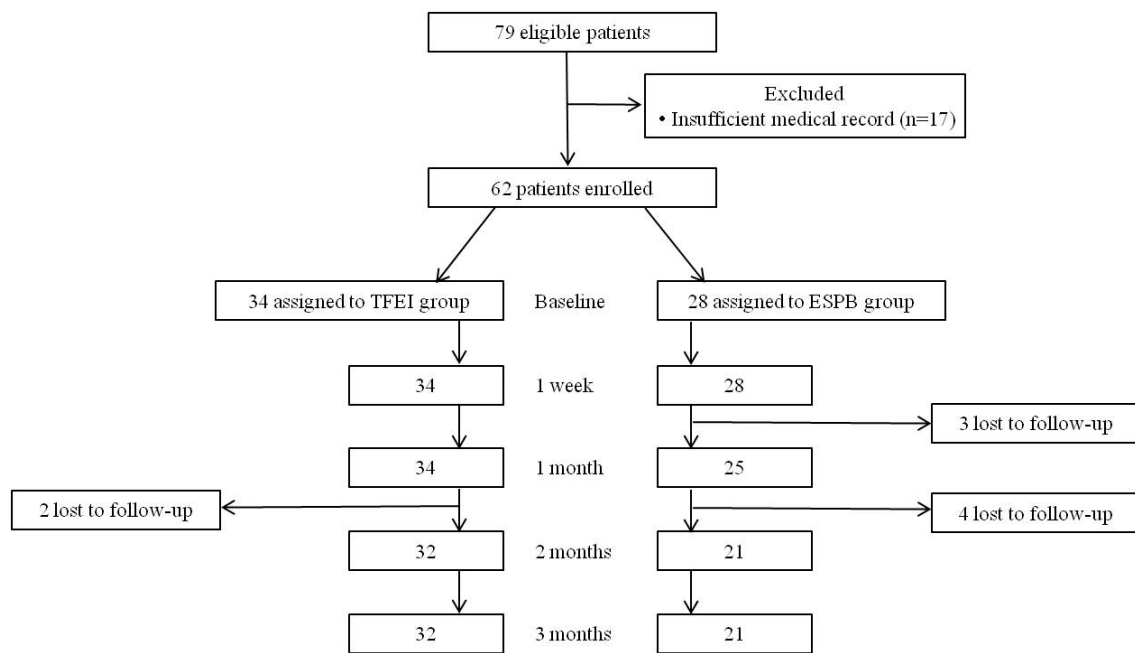 79 eligible patients
Excluded
• Insufficient medical record (n=17)
62 patients enrolled
34 assigned to TFEI group
Baseline
28 assigned to ESPB group
34
1 week
28
3 lost to follow-up
34
1 month
25
2 lost to follow-up
4 lost to follow-up
32
2 months
21
32
3 months
21